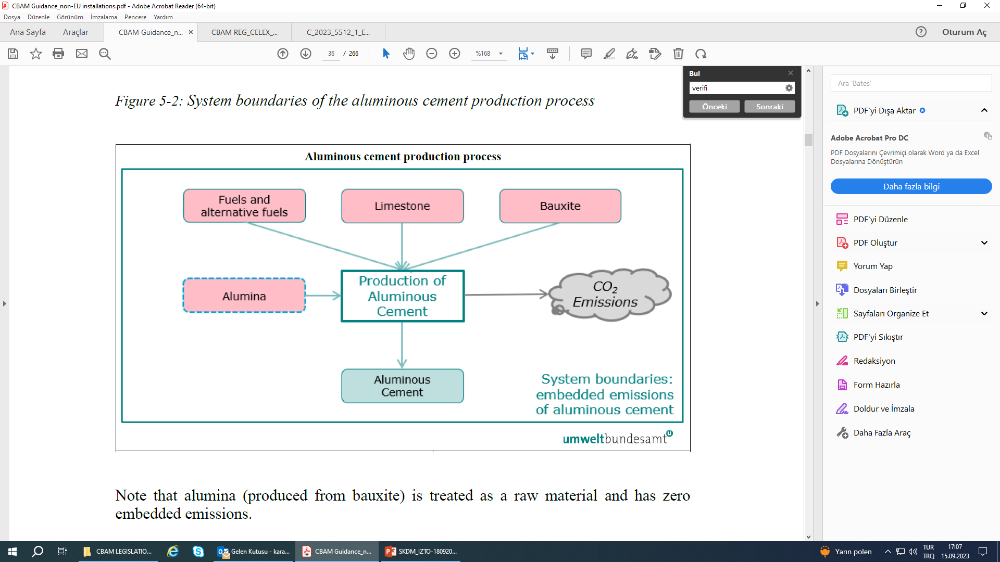 CBAM Guidance_non-EU installations.pdf - Adobe Acrobat Reader (64-bit)
Dosya Düzenle Görünüm İmzalama Pencere Yardım
Ana Sayfa Araçlar CBAM Guidance_n... CBAM REG_CELEX_... C_2023_5512_1_E... Oturum Aç
36 / 266 %168
Figure 5-2: System boundaries of the aluminous cement production process
Aluminous cement production process
Fuels and
alternative fuels
Limestone
Bauxite
Alumina
Production of
Aluminous
Cement
CO2
Emissions
Aluminous
Cement
System boundaries:
embedded emissions
of aluminous cement
umweltbundesamt
Note that alumina (produced from bauxite) is treated as a raw material and has zero
embedded emissions.
Bul
verifi
Önceki Sonraki
Ara 'Bates'
PDF'yi Dışa Aktar
Adobe Acrobat Pro DC
PDF Dosyalarını Çevrimiçi olarak Word ya da Excel
Dosyalarına Dönüştürün
Daha fazla bilgi
PDF'yi Düzenle
PDF Oluştur
Yorum Yap
Dosyaları Birleştir
Sayfaları Organize Et
PDF'yi Sıkıştır
Redaksiyon
Form Hazırla
Doldur ve İmzala
Daha Fazla Araç
CBAM LEGISLATIO... Gelen Kutusu - kara... CBAM Guidance_n... SKDM_IZTO-180920... Yarın polen TUR 17:07
TRQ 15.09.2023